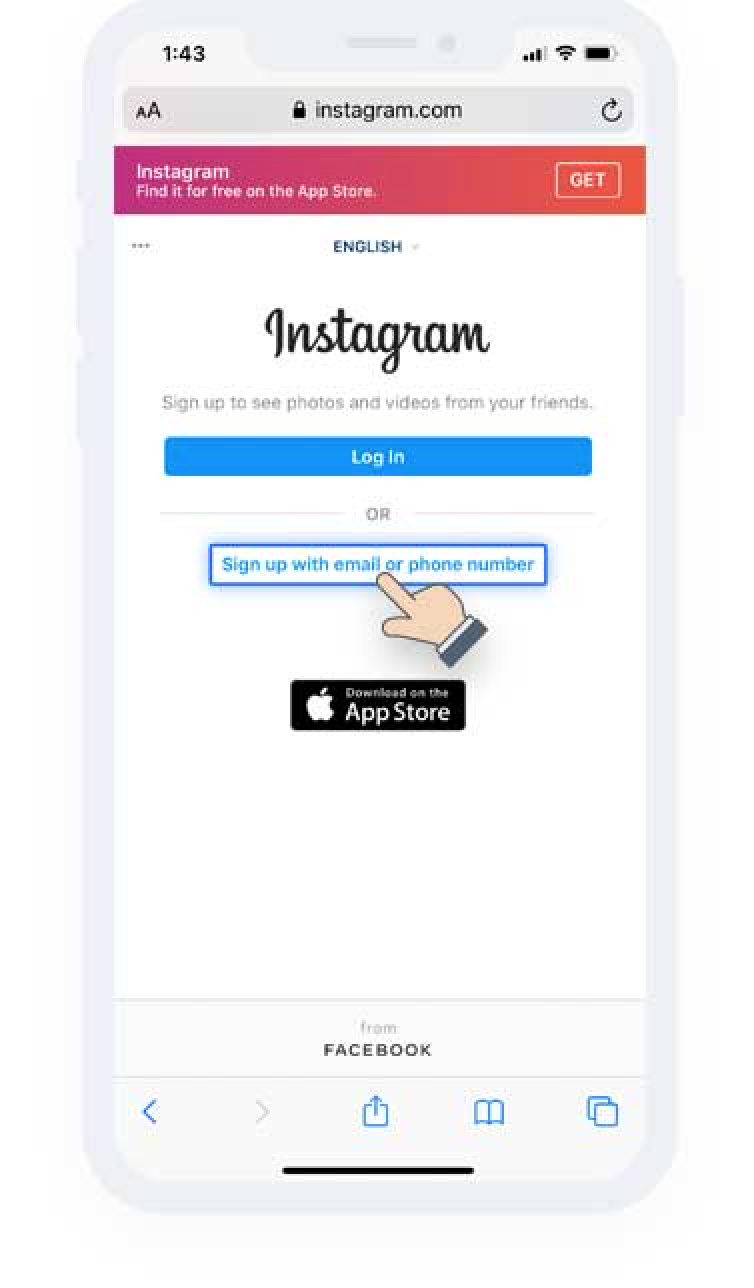 1:43
AA instagram.com
Instagram
Find it for free on the App Store.
GET
ENGLISH
Instagram
Sign up to see photos and videos from your friends.
Log In
OR
Sign up with email or phone number
Download on the
App Store
from
FACEBOOK